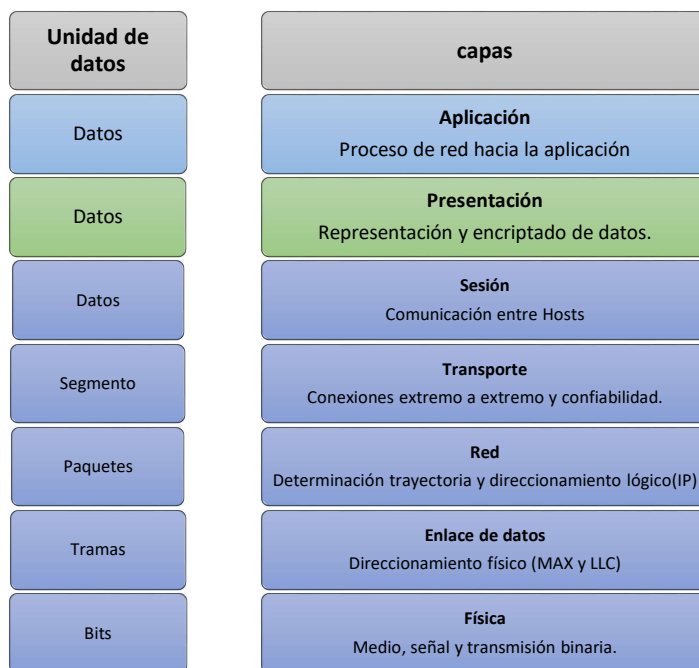 Unidad de
datos
capas
Datos
Aplicación
Proceso de red hacia la aplicación
Datos
Presentación
Representación y encriptado de datos.
Datos
Sesión
Comunicación entre Hosts
Segmento
Transporte
Conexiones extremo a extremo y confiabilidad.
Paquetes
Red
Determinación trayectoria y direccionamiento lógico(IP)
Tramas
Enlace de datos
Direccionamiento físico (MAX y LLC)
Bits
Física
Medio, señal y transmisión binaria.